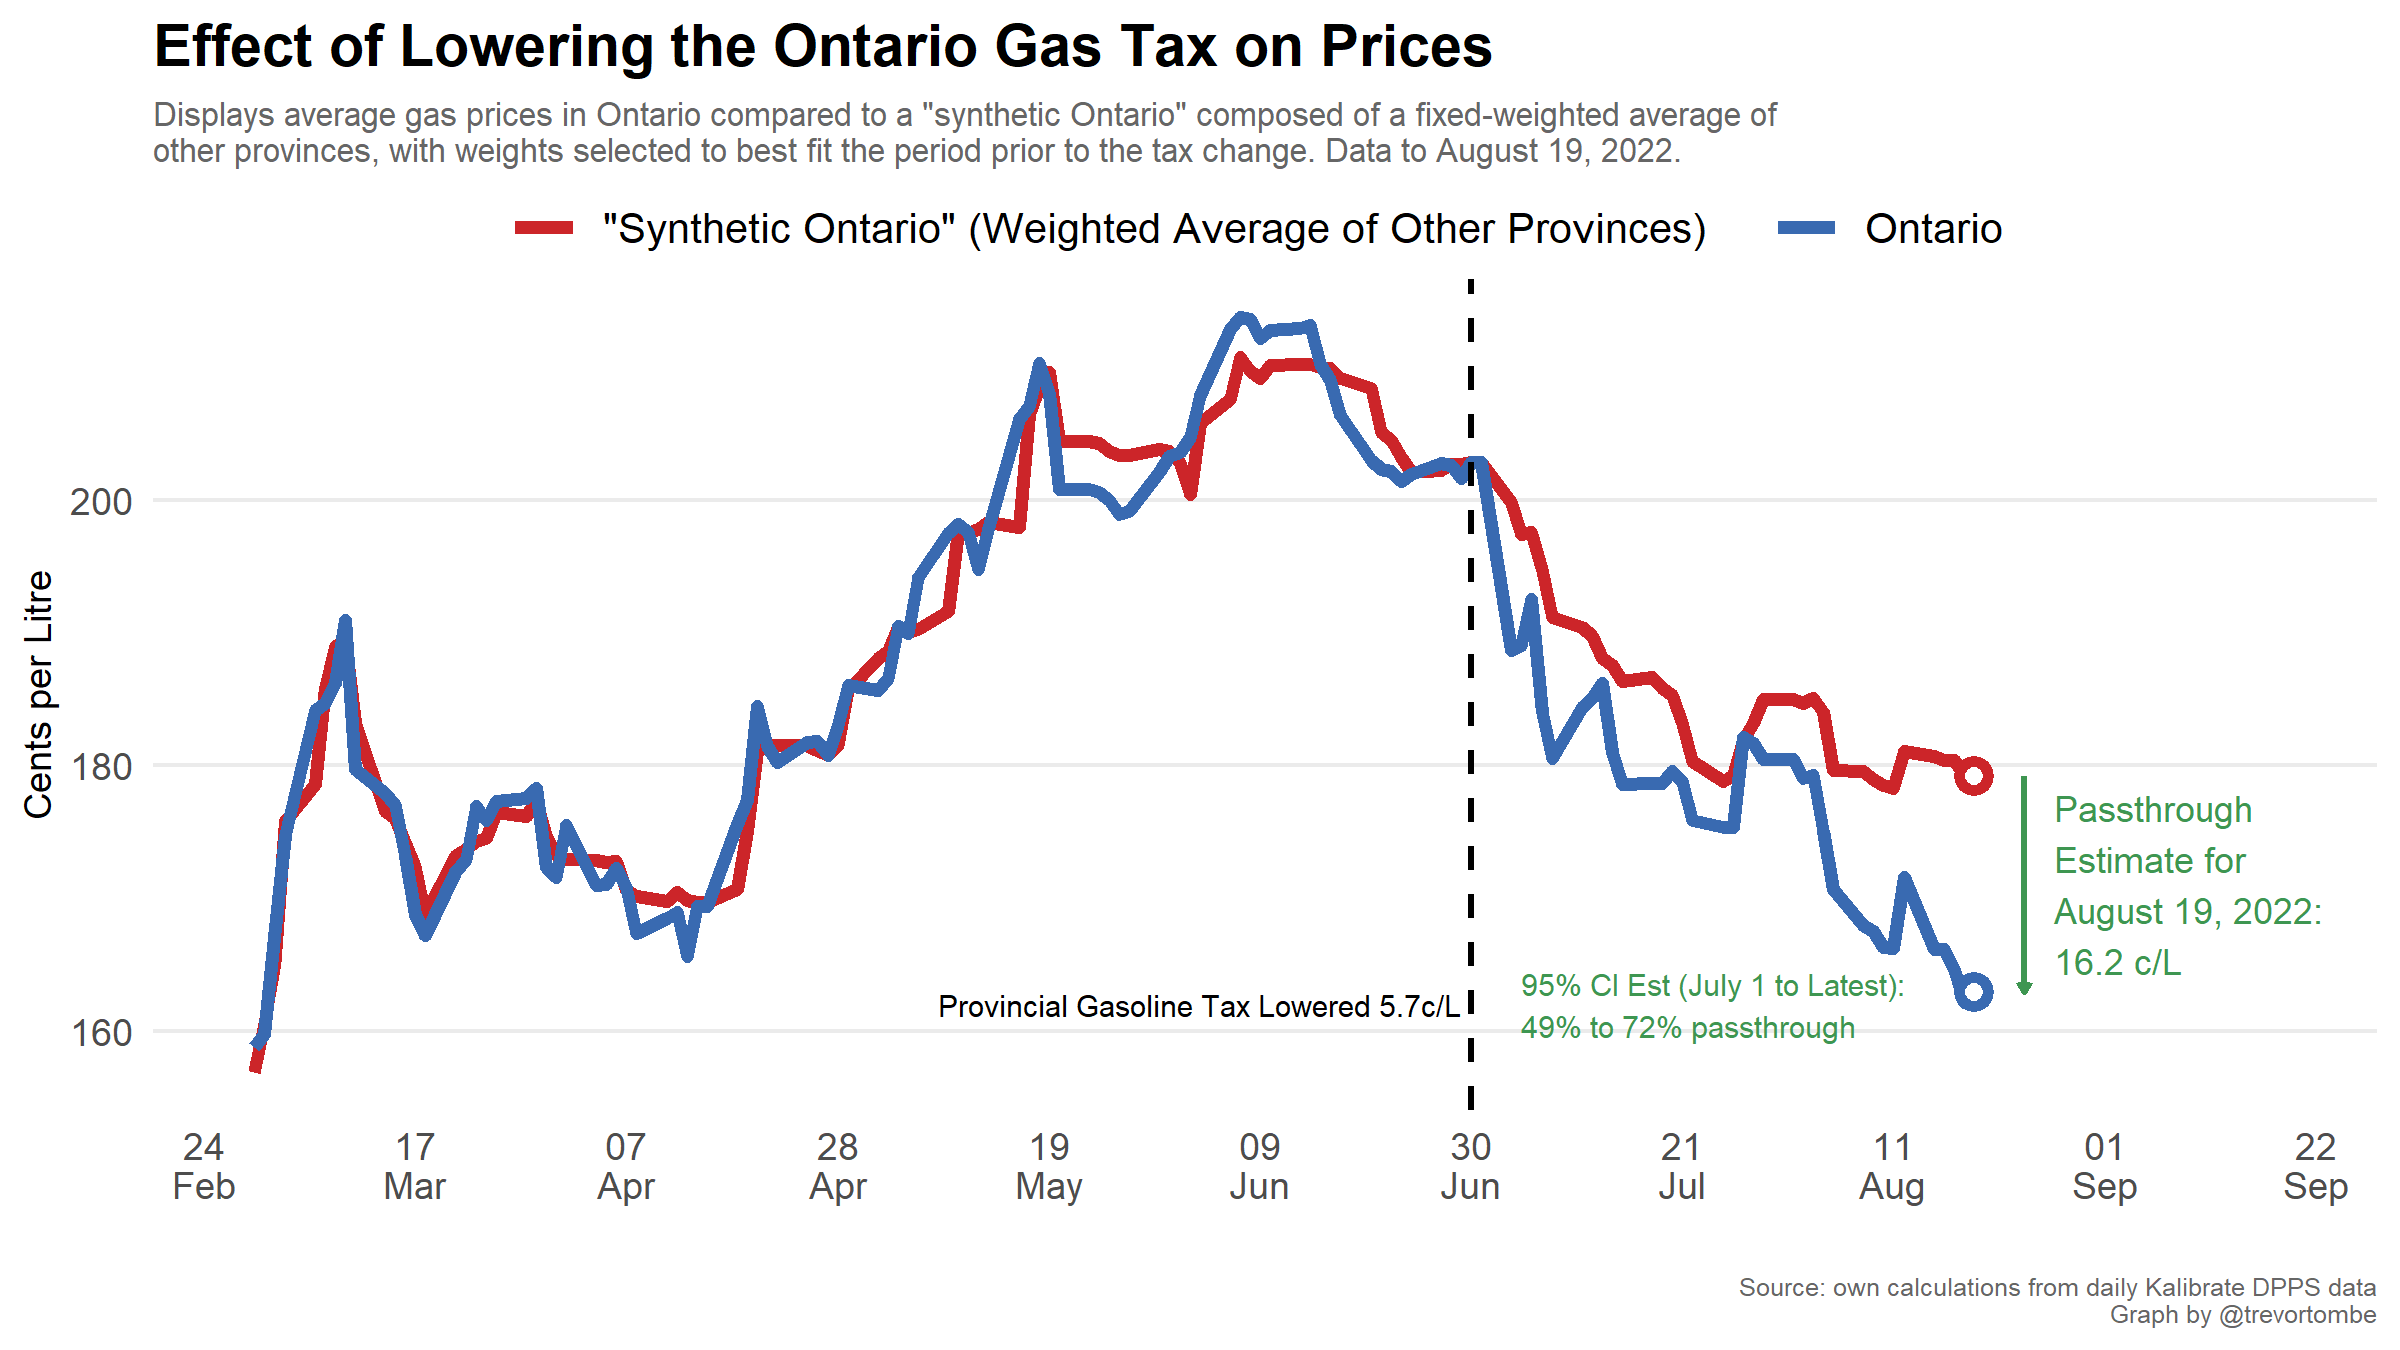 Effect of Lowering the Ontario Gas Tax on Prices
Displays average gas prices in Ontario compared to a "synthetic Ontario" composed of a fixed-weighted average of
other provinces, with weights selected to best fit the period prior to the tax change. Data to August 19, 2022.
"Synthetic Ontario" (Weighted Average of Other Provinces)
Ontario
Cents per Litre
200
180
160
Provincial Gasoline Tax Lowered 5.7c/L
95% CI Est (July 1 to Latest):
49% to 72% passthrough
Passthrough
Estimate for
August 19, 2022:
16.2 c/L
24
Feb
17
Mar
07
Apr
28
Apr
19
May
09
Jun
30
Jun
21
Jul
11
Aug
01
Sep
22
Sep
Source: own calculations from daily Kalibrate DPPS data
Graph by @trevortombe